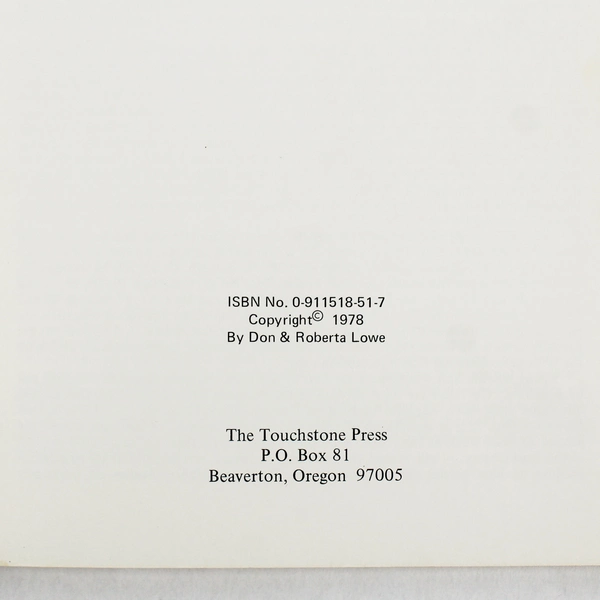 ISBN No. 0-911518-51-7
Copyright© 1978
By Don & Roberta Lowe
The Touchstone Press
P.O. Box 81
Beaverton, Oregon 97005